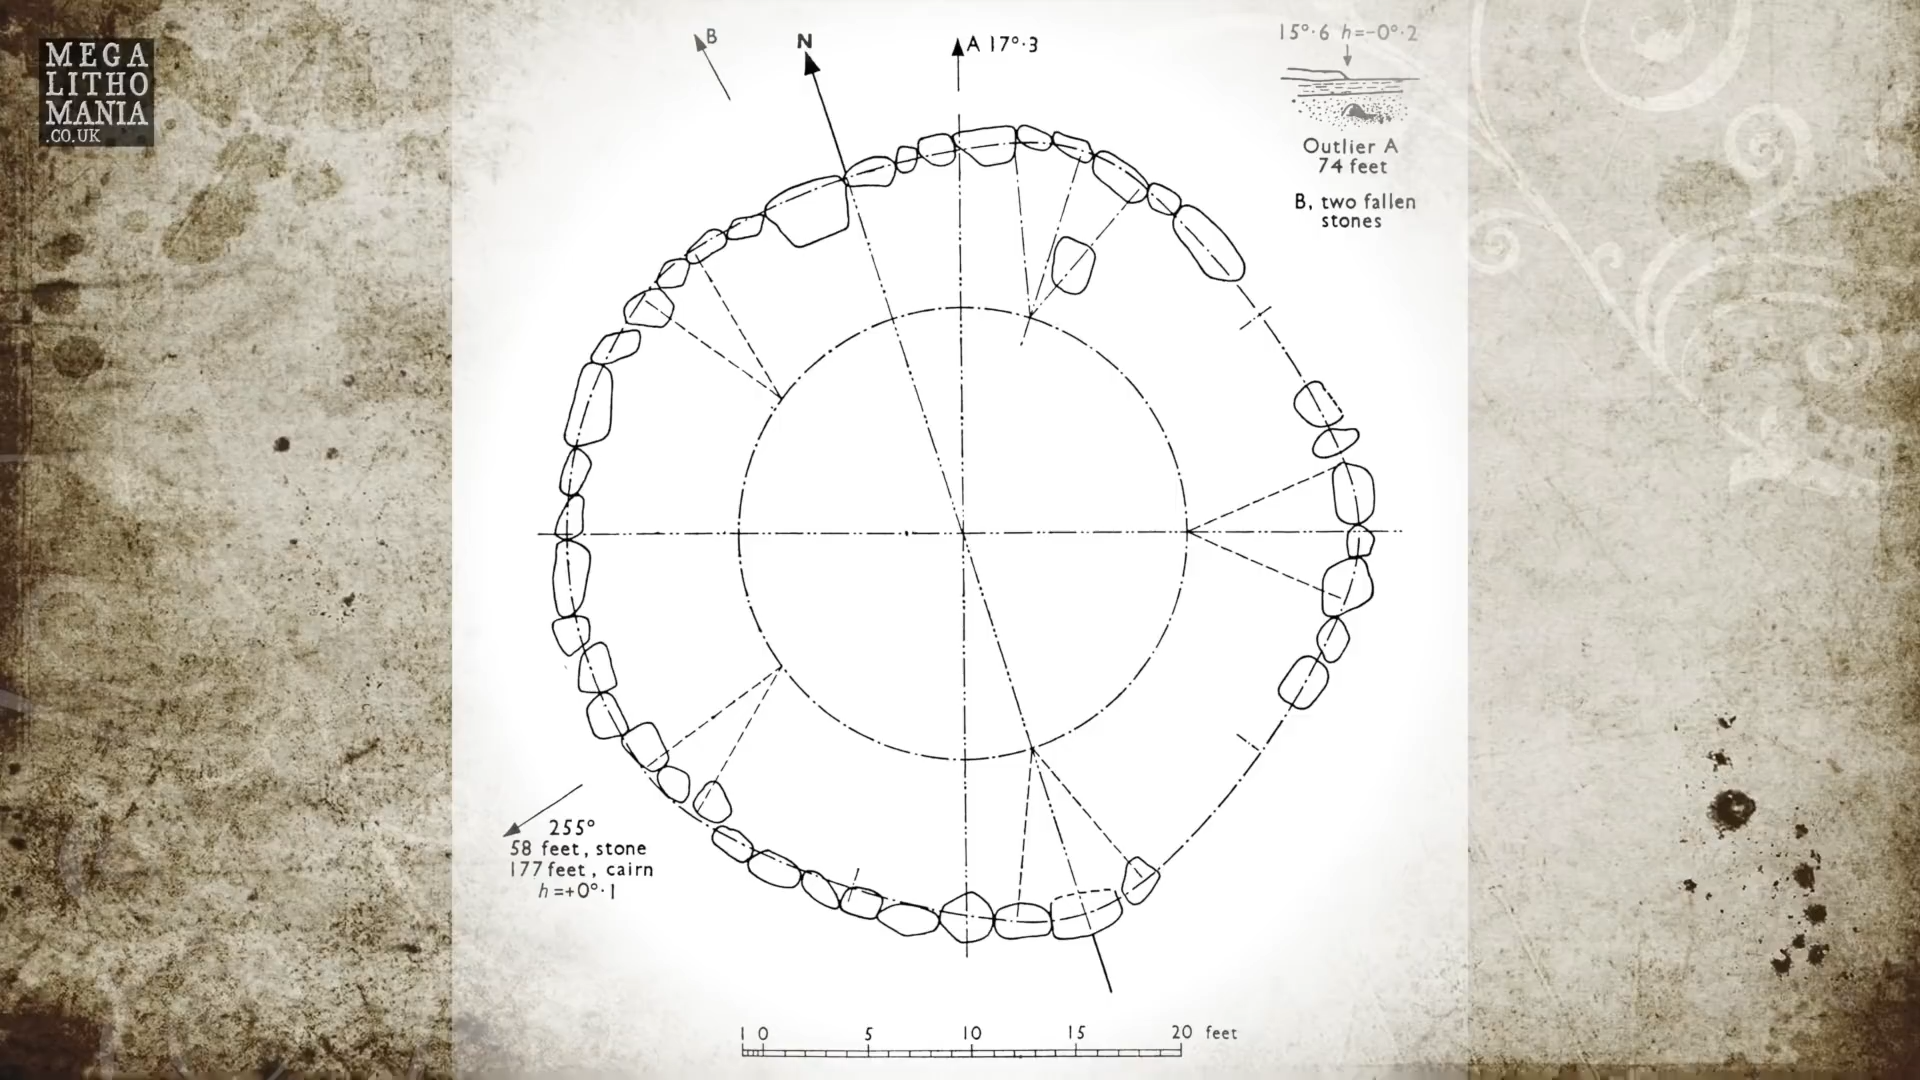 MEGA
LITHO
MANIA
.CO.UK
B
N
A 17°·3
15°·6 h=-0°·2
Outlier A
74 feet
B, two fallen
stones
255°
58 feet, stone
177 feet, cairn
h=+0°·1
1 0 5 10 15 20 feet